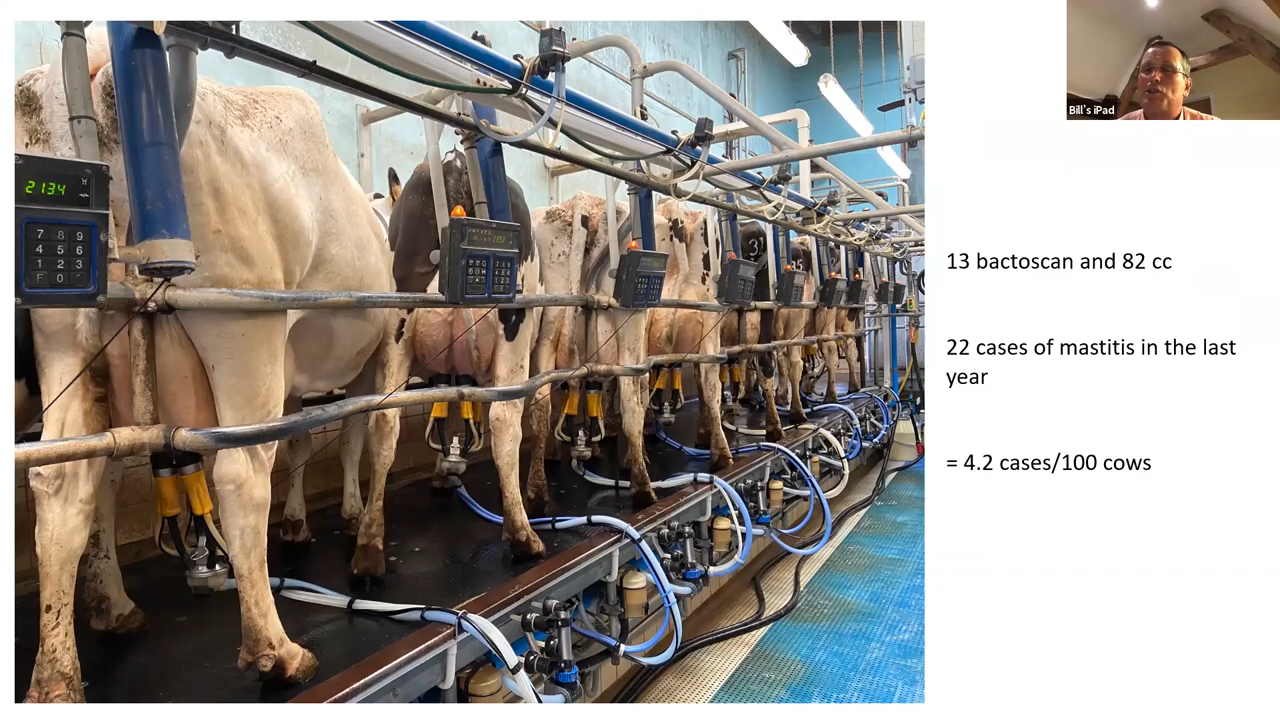 2134
7 8 9
4 5 6
1 2 3
F 0
Bill's iPad
13 bactoscan and 82 cc
22 cases of mastitis in the last
year
= 4.2 cases/100 cows